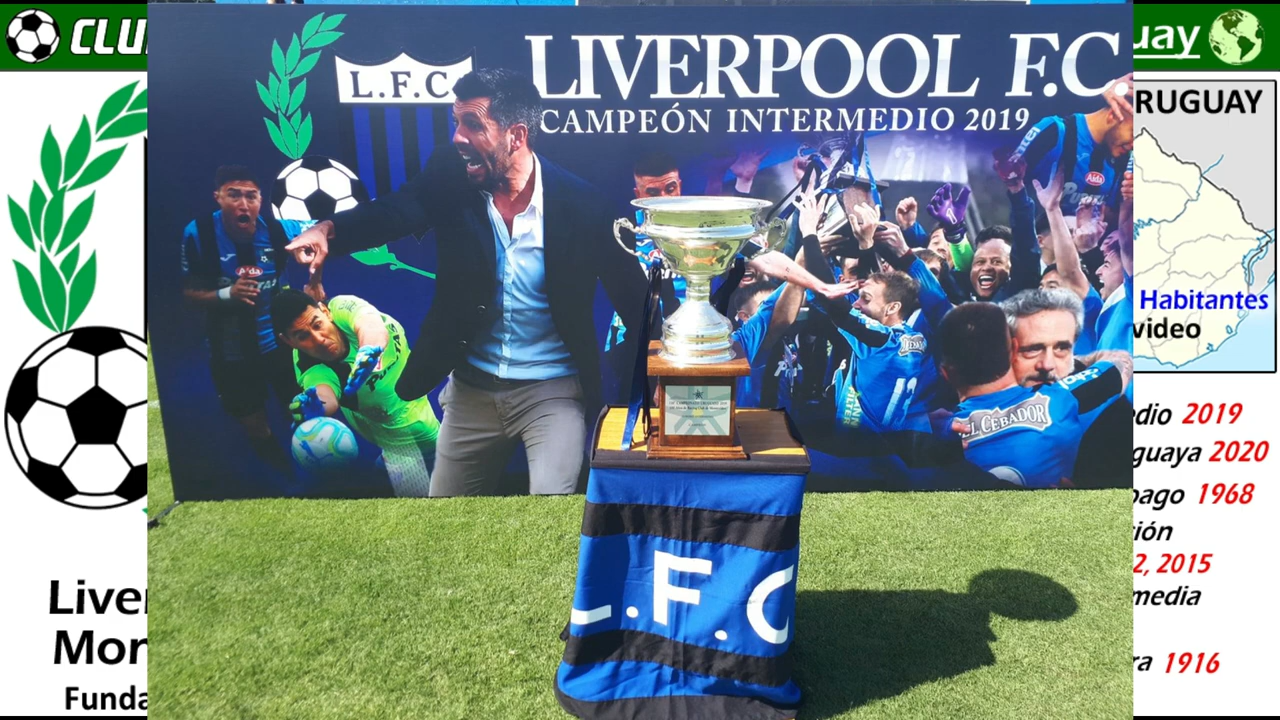 CLU
uay
LIVERPOOL F.C.
L.F.C
CAMPEÓN INTERMEDIO 2019
RUGUAY
Habitantes
video
EL CEBADOR
L.F.C
dio 2019
guaya 2020
pago 1968
ión
2, 2015
media
ra 1916
Liver
Mon
Funda